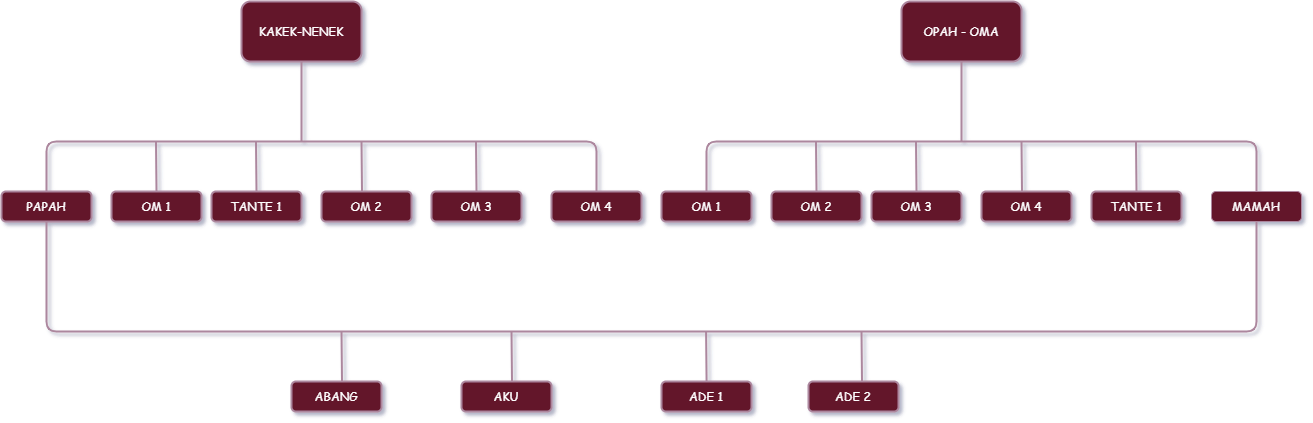 KAKEK-NENEK
OPAH - OMA
PAPAH
OM 1
TANTE 1
OM 2
OM 3
OM 4
OM 1
OM 2
OM 3
OM 4
TANTE 1
MAMAH
ABANG
AKU
ADE 1
ADE 2